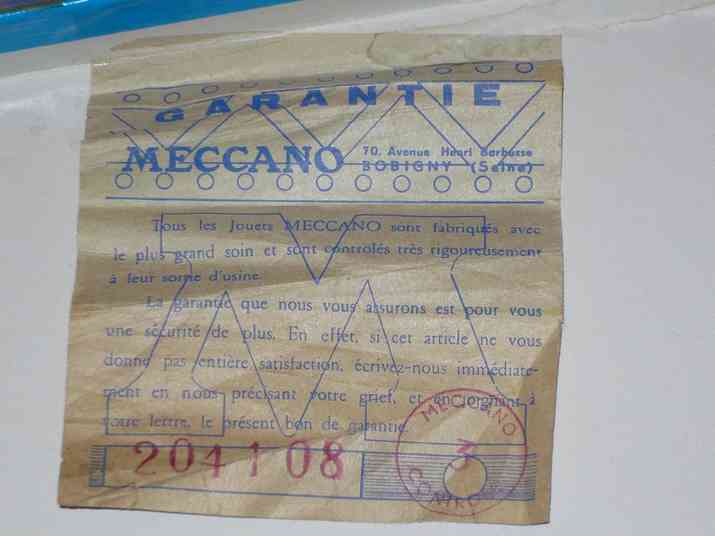 GARANTIE
MECCANO
70, Avenue Henri Barbusse
BOBIGNY (Seine)
Tous les Jouets MECCANO sont fabriqués avec
le plus grand soin et sont contrôlés très rigoureusement
à leur sortie d'usine.
La garantie que nous vous assurons est pour vous
une sécurité de plus. En effet, si cet article ne vous
donne pas entière satisfaction, écrivez-nous immédiate-
ment en nous précisant votre grief, et en joignant à
votre lettre, le présent bon de garantie.
204108
MECCANO
3